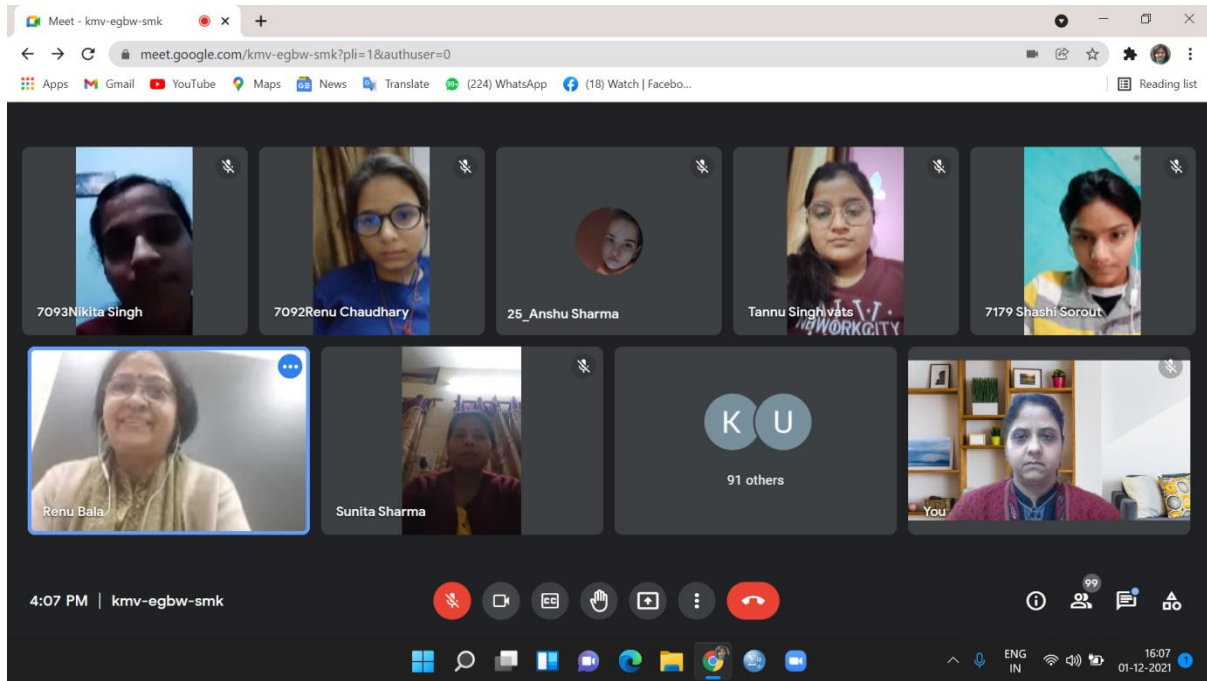 Meet - kmv-egbw-smk
meet.google.com/kmv-egbw-smk?pli=1&authuser=0
Apps Gmail YouTube Maps News Translate (224) WhatsApp (18) Watch | Facebo... Reading list
7093Nikita Singh
7092Renu Chaudhary
25_Anshu Sharma
Tannu Singh vats
7179 Shashi Sorout
Renu Bala
Sunita Sharma
K U
91 others
You
4:07 PM | kmv-egbw-smk
CC
99
ENG
IN
16:07
01-12-2021
1